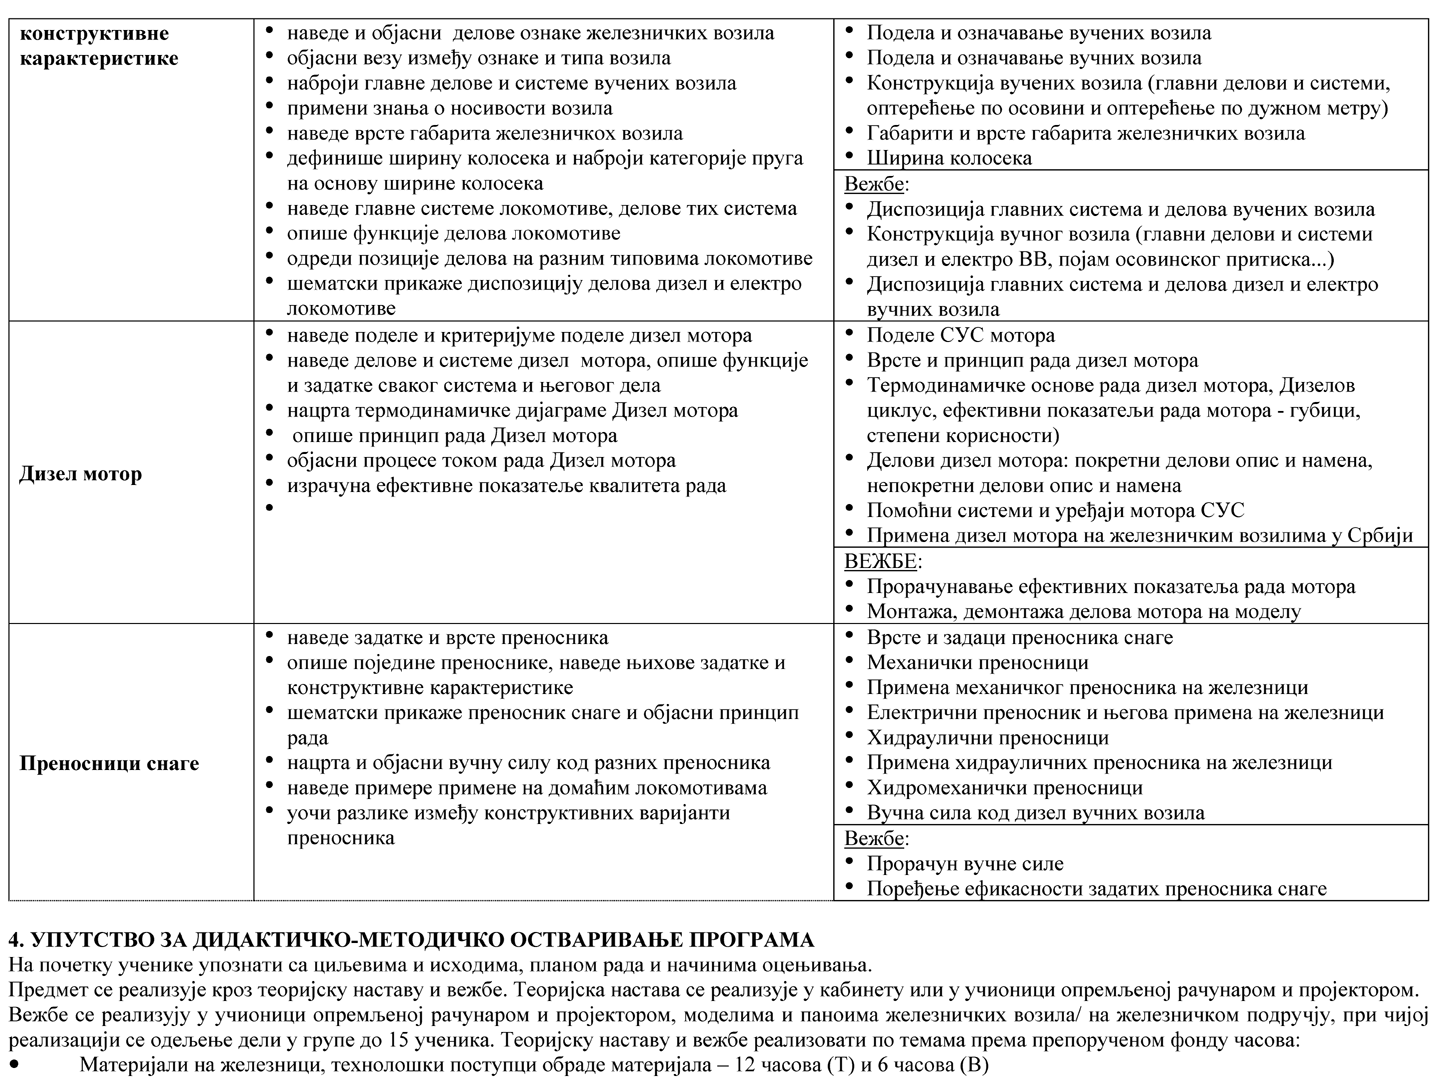 конструктивне
карактеристике
• наведе и објасни делове ознаке железничких возила
• објасни везу између ознаке и типа возила
• наброји главне делове и системе вучених возила
• примени знања о носивости возила
• наведе врсте габарита железничкох возила
• дефинише ширину колосека и наброји категорије пруга
на основу ширине колосека
• наведе главне системе локомотиве, делове тих система
• опише функције делова локомотиве
• одреди позиције делова на разним типовима локомотиве
• шематски прикаже диспозицију делова дизел и електро
локомотиве
• Подела и означавање вучених возила
• Подела и означавање вучних возила
• Конструкција вучених возила (главни делови и системи,
оптерећење по осовини и оптерећење по дужном метру)
• Габарити и врсте габарита железничких возила
• Ширина колосека
Вежбе:
• Диспозиција главних система и делова вучених возила
• Конструкција вучног возила (главни делови и системи
дизел и електро ВВ, појам осовинског притиска...)
• Диспозиција главних система и делова дизел и електро
вучних возила
Дизел мотор
• наведе поделе и критеријуме поделе дизел мотора
• наведе делове и системе дизел мотора, опише функције
и задатке сваког система и његовог дела
• нацрта термодинамичке дијаграме Дизел мотора
• опише принцип рада Дизел мотора
• објасни процесе током рада Дизел мотора
• израчуна ефективне показатеље квалитета рада
•
• Поделе СУС мотора
• Врсте и принцип рада дизел мотора
• Термодинамичке основе рада дизел мотора, Дизелов
циклус, ефективни показатељи рада мотора - губици,
степени корисности)
• Делови дизел мотора: покретни делови опис и намена,
непокретни делови опис и намена
• Помоћни системи и уређаји мотора СУС
• Примена дизел мотора на железничким возилима у Србији
ВЕЖБЕ:
• Прорачунавање ефективних показатеља рада мотора
• Монтажа, демонтажа делова мотора на моделу
Преносници снаге
• наведе задатке и врсте преносника
• опише поједине преноснике, наведе њихове задатке и
конструктивне карактеристике
• шематски прикаже преносник снаге и објасни принцип
рада
• нацрта и објасни вучну силу код разних преносника
• наведе примере примене на домаћим локомотивама
• уочи разлике између конструктивних варијанти
преносника
• Врсте и задаци преносника снаге
• Механички преносници
• Примена механичког преносника на железници
• Електрични преносник и његова примена на железници
• Хидраулични преносници
• Примена хидрауличних преносника на железници
• Хидромеханички преносници
• Вучна сила код дизел вучних возила
Вежбе:
• Прорачун вучне силе
• Поређење ефикасности задатих преносника снаге
4. УПУТСТВО ЗА ДИДАКТИЧКО-МЕТОДИЧКО ОСТВАРИВАЊЕ ПРОГРАМА
На почетку ученике упознати са циљевима и исходима, планом рада и начинима оцењивања.
Предмет се реализује кроз теоријску наставу и вежбе. Теоријска настава се реализује у кабинету или у учионици опремљеној рачунаром и пројектором.
Вежбе се реализују у учионици опремљеној рачунаром и пројектором, моделима и паноима железничких возила/ на железничком подручју, при чијој
реализацији се одељење дели у групе до 15 ученика. Теоријску наставу и вежбе реализовати по темама према препорученом фонду часова:
• Материјали на железници, технолошки поступци обраде материјала – 12 часова (Т) и 6 часова (В)